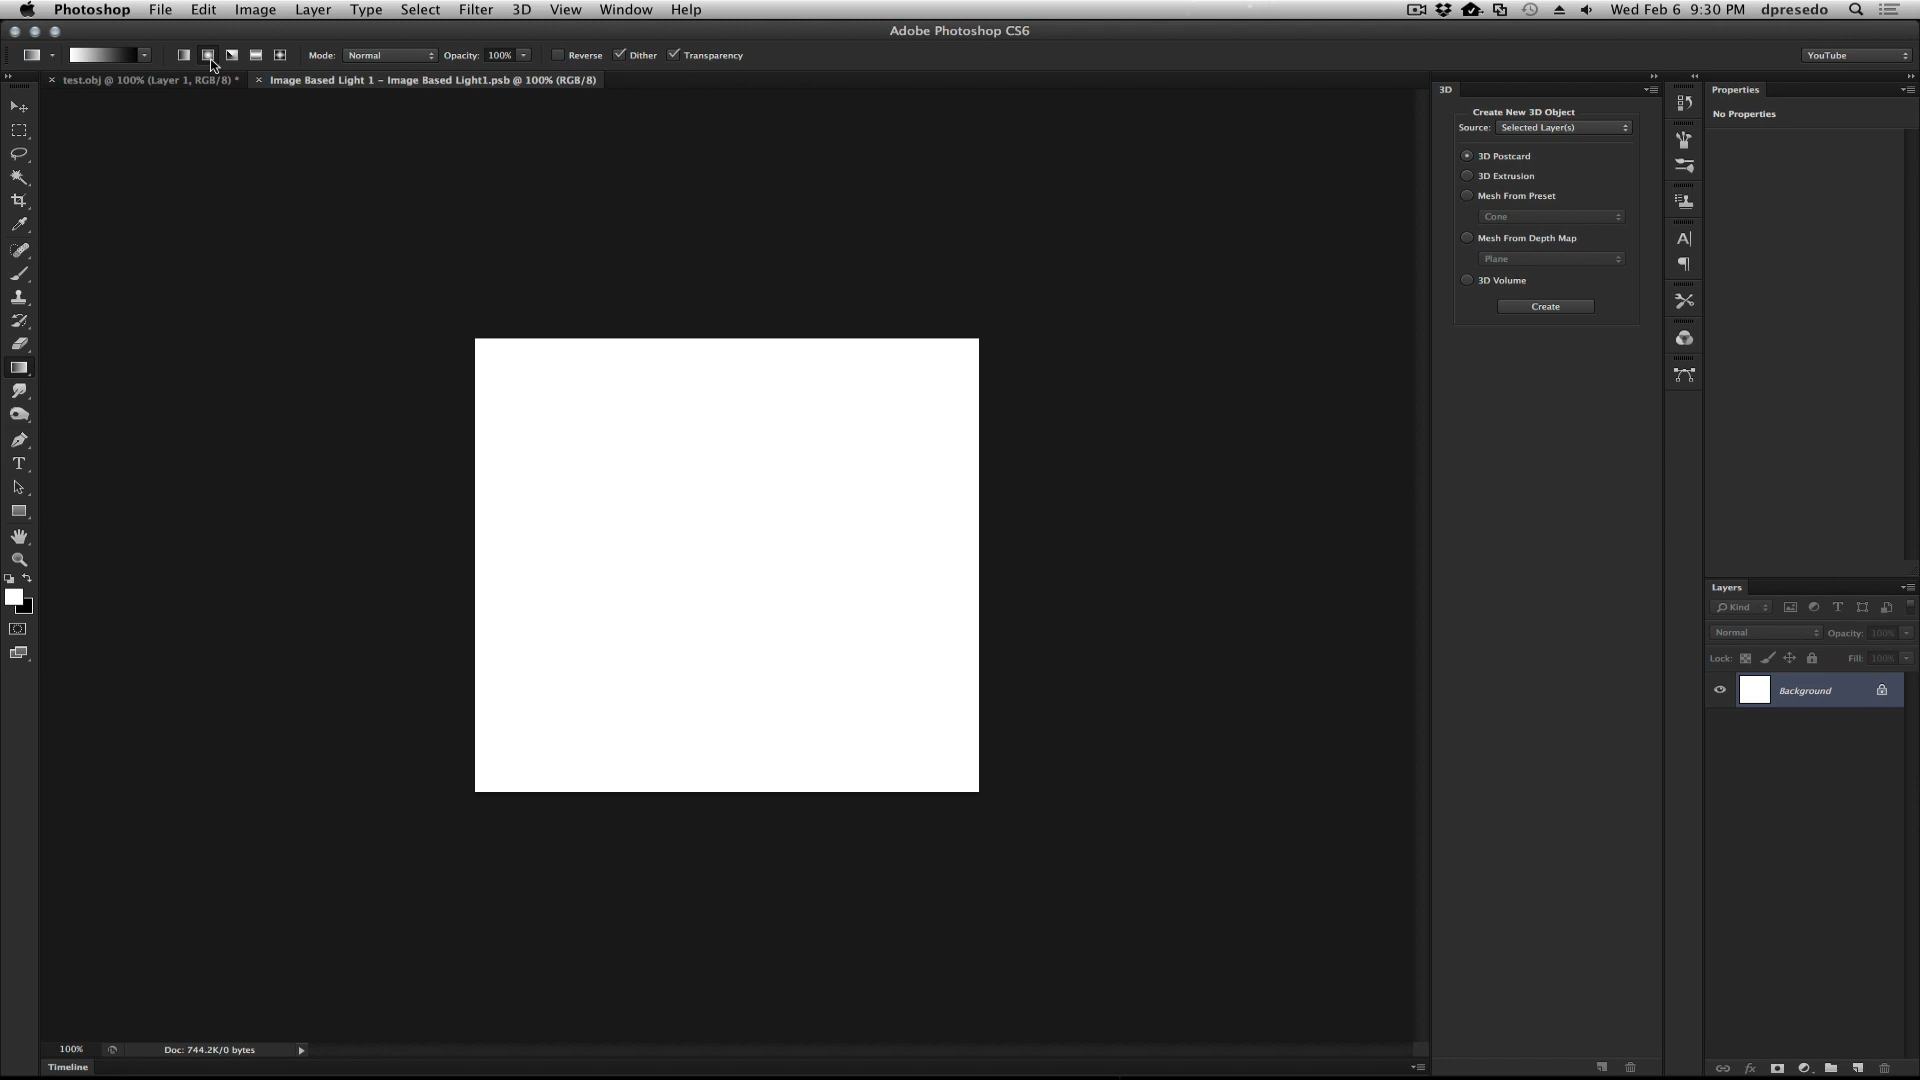 Photoshop File Edit Image Layer Type Select Filter 3D View Window Help Wed Feb 6 9:30 PM dpresedo
Adobe Photoshop CS6
Mode: Normal Opacity: 100% Reverse Dither Transparency YouTube
test.obj @ 100% (Layer 1, RGB/8) * Image Based Light 1 - Image Based Light1.psb @ 100% (RGB/8)
3D
Create New 3D Object
Source: Selected Layer(s)
3D Postcard
3D Extrusion
Mesh From Preset
Cone
Mesh From Depth Map
Plane
3D Volume
Create
Properties
No Properties
Layers
Kind
Normal Opacity: 100%
Lock: Fill: 100%
Background
100% Doc: 744.2K/0 bytes
Timeline